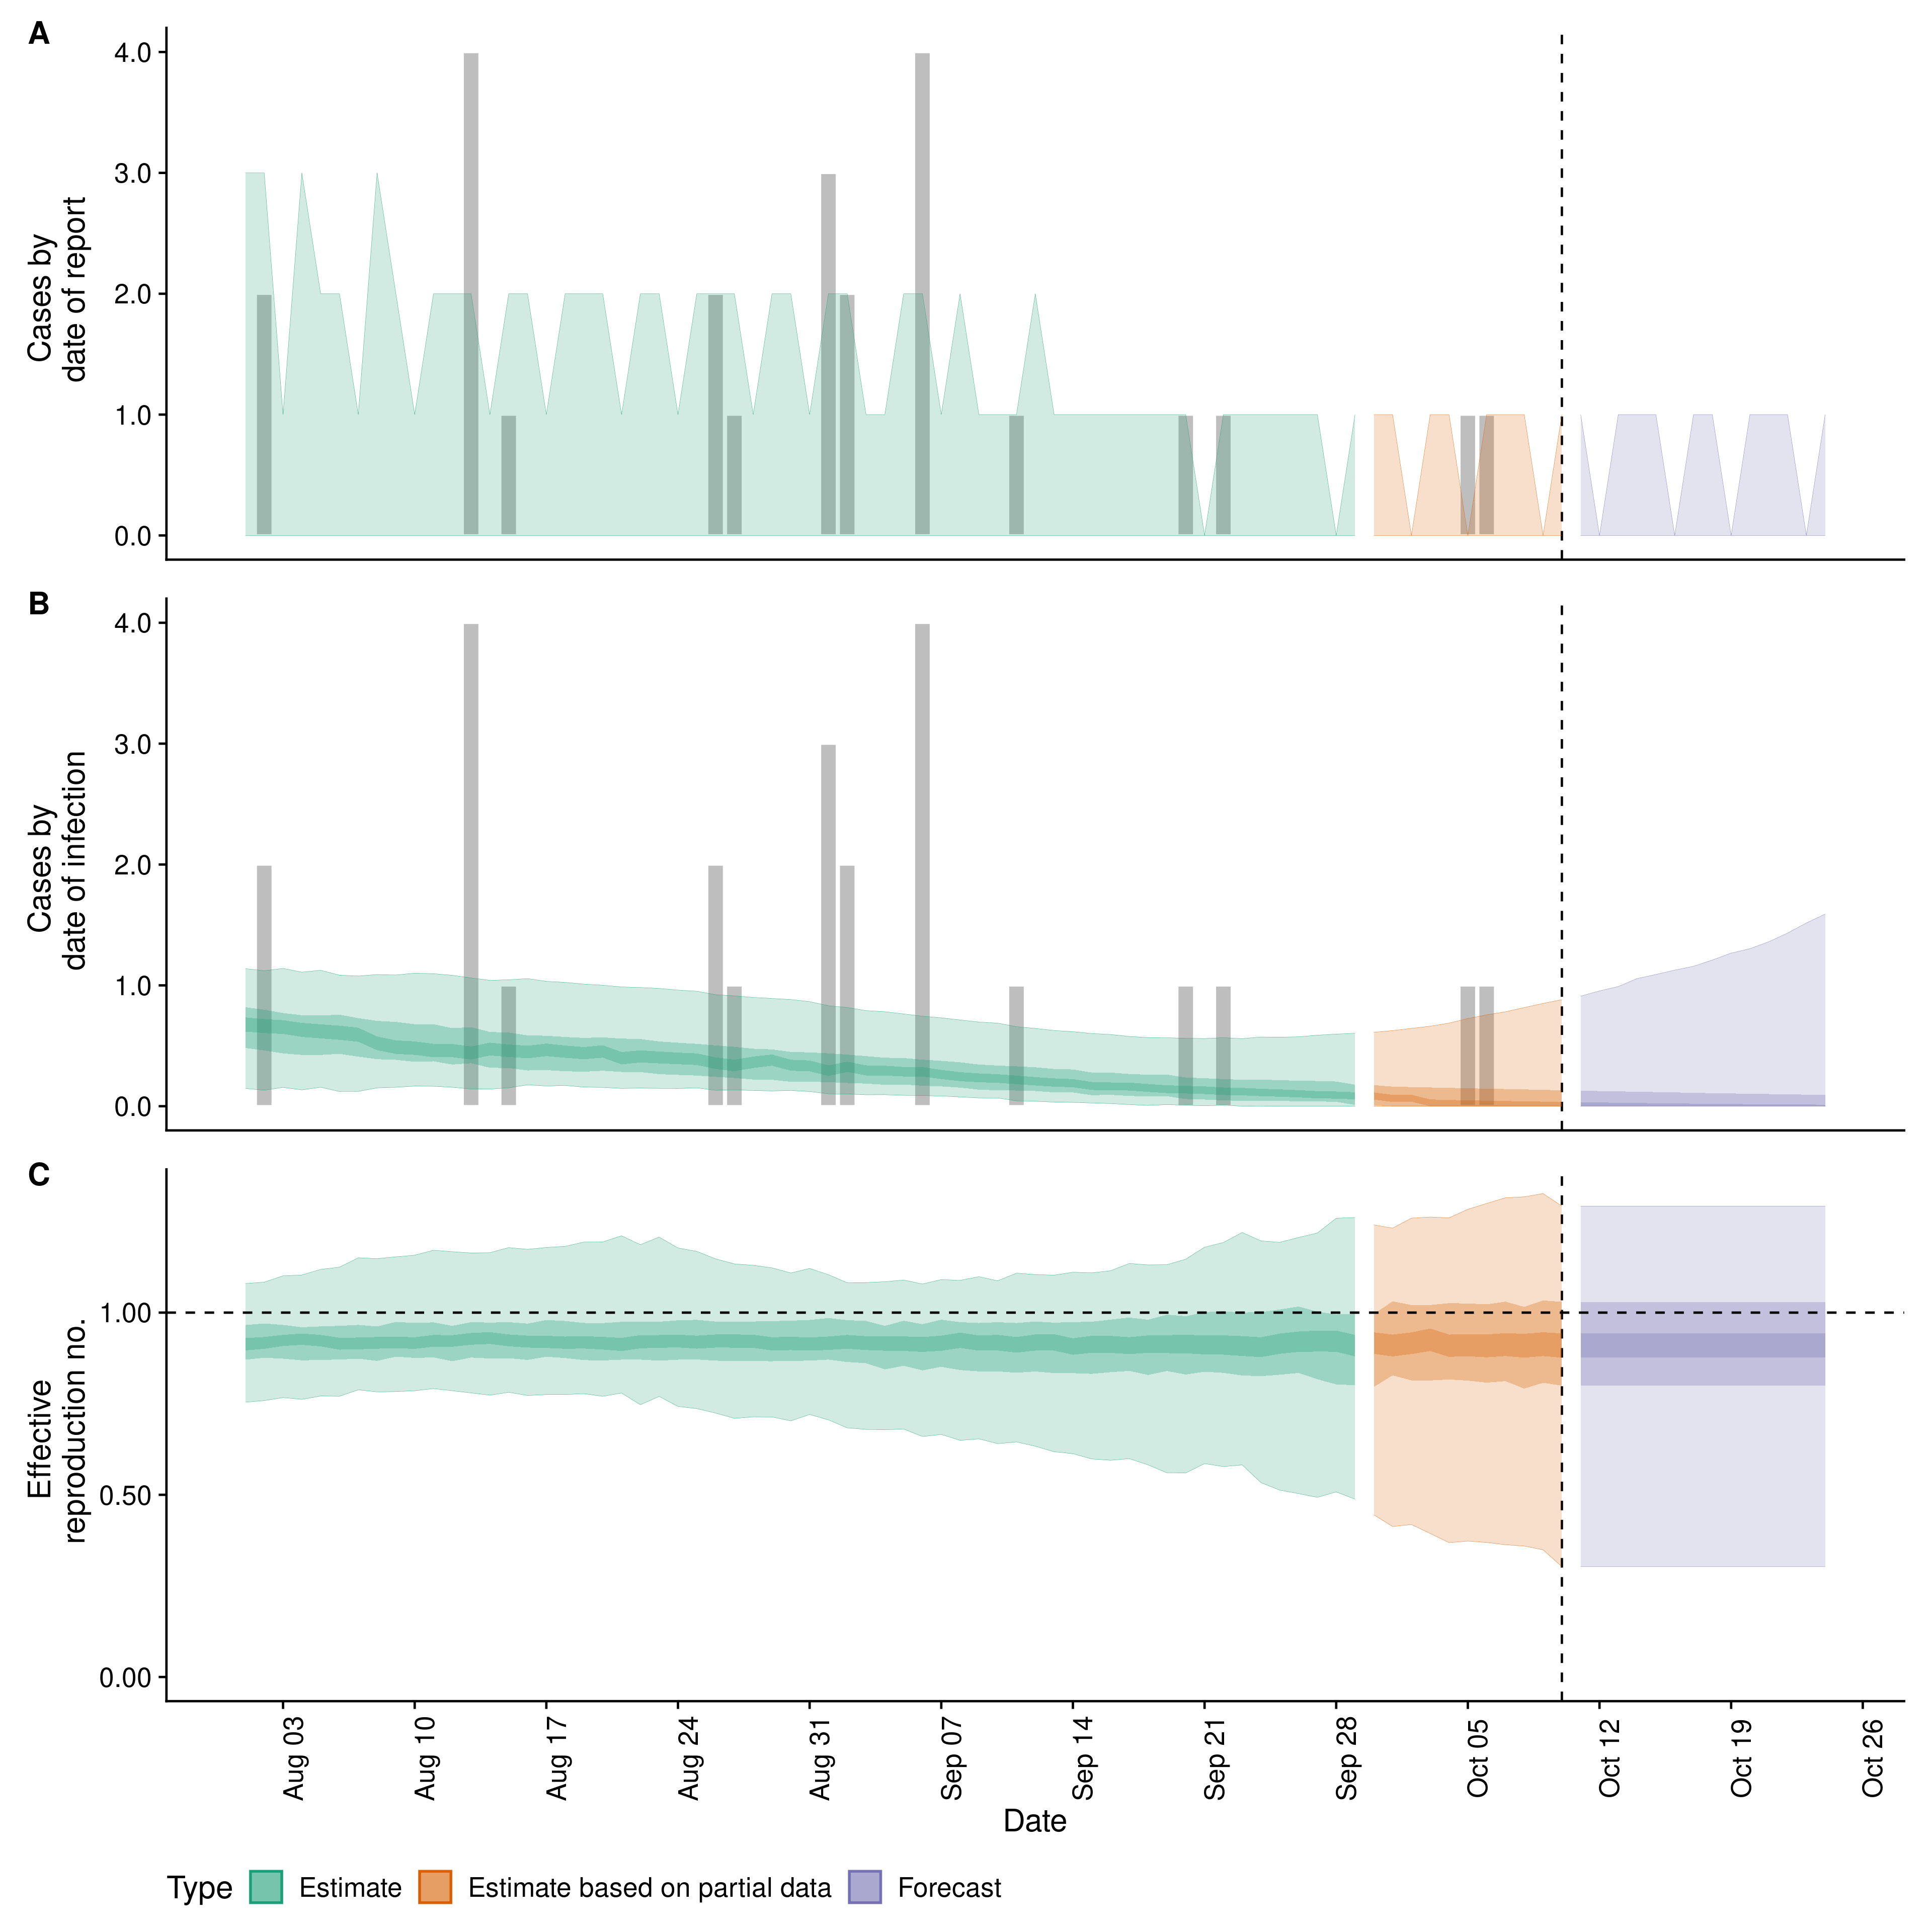 A
Cases by
date of report
4.0
3.0
2.0
1.0
0.0
B
Cases by
date of infection
4.0
3.0
2.0
1.0
0.0
C
Effective
reproduction no.
1.00
0.50
0.00
Aug 03
Aug 10
Aug 17
Aug 24
Aug 31
Sep 07
Sep 14
Sep 21
Sep 28
Oct 05
Oct 12
Oct 19
Oct 26
Date
Type Estimate Estimate based on partial data Forecast